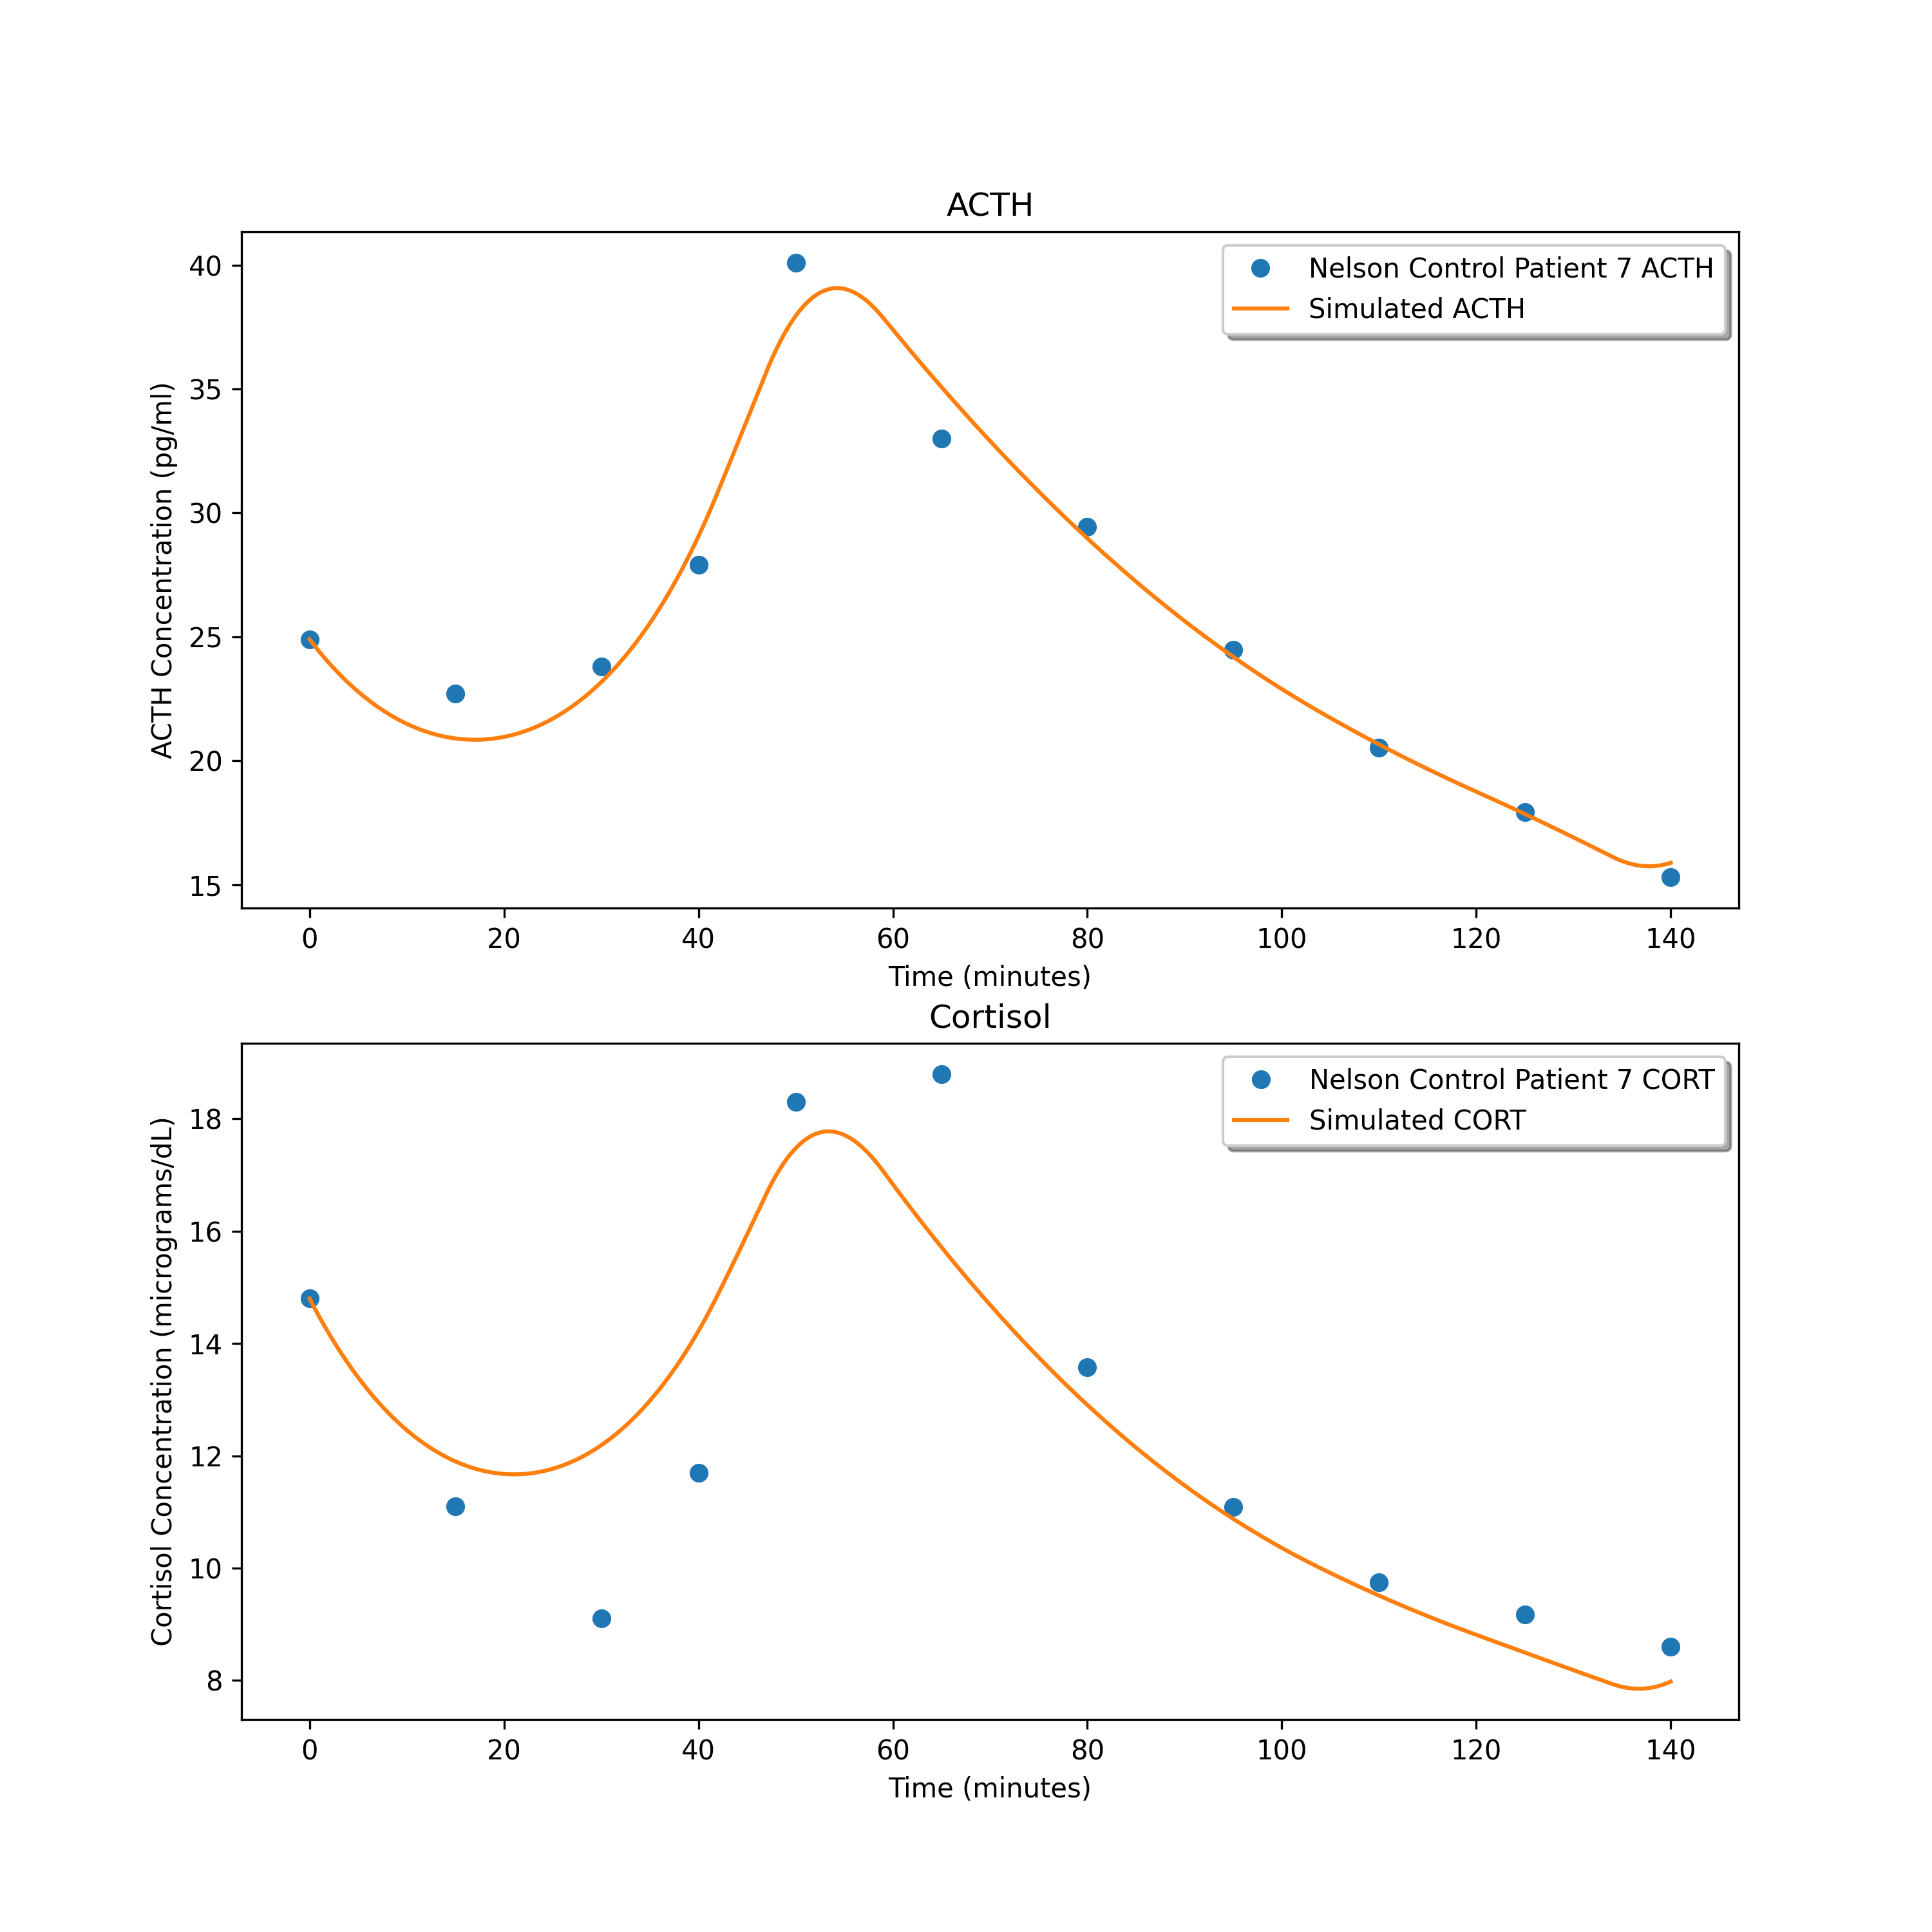 ACTH
40
35
30
25
20
15
ACTH Concentration (pg/ml)
Nelson Control Patient 7 ACTH
Simulated ACTH
0 20 40 60 80 100 120 140
Time (minutes)
Cortisol
18
16
14
12
10
8
Cortisol Concentration (micrograms/dL)
Nelson Control Patient 7 CORT
Simulated CORT
0 20 40 60 80 100 120 140
Time (minutes)